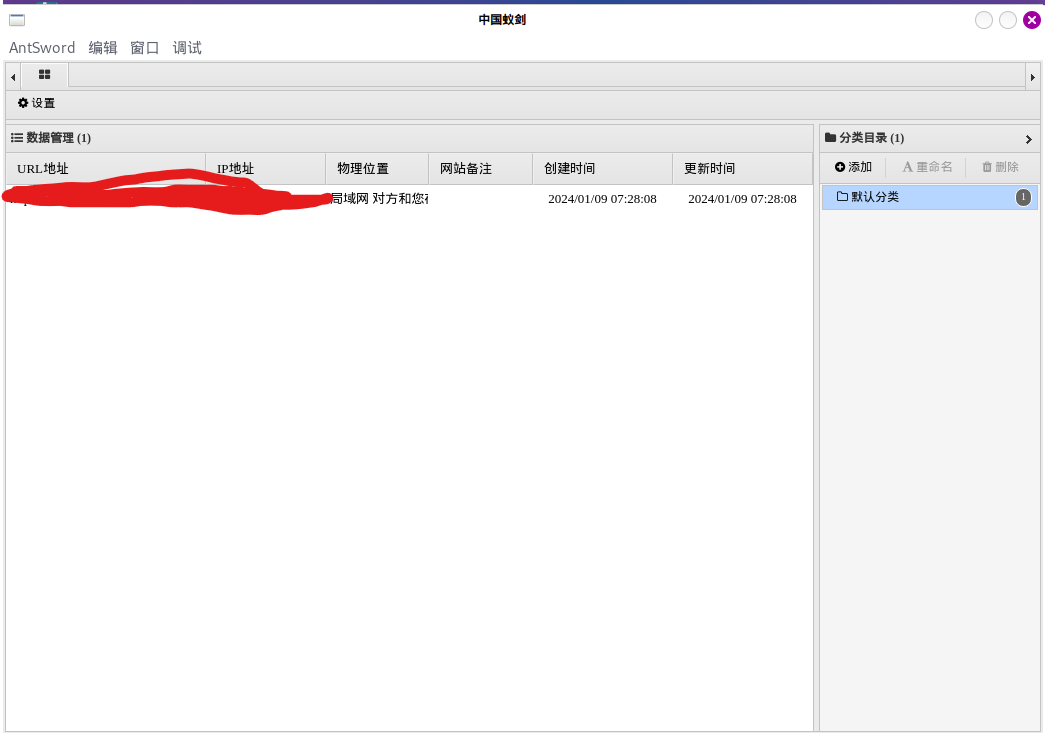 中国蚁剑
AntSword 编辑 窗口 调试
设置
数据管理 (1)
分类目录 (1)
URL地址 IP地址 物理位置 网站备注 创建时间 更新时间
添加 重命名 删除
局域网 对方和您 2024/01/09 07:28:08 2024/01/09 07:28:08
默认分类 1